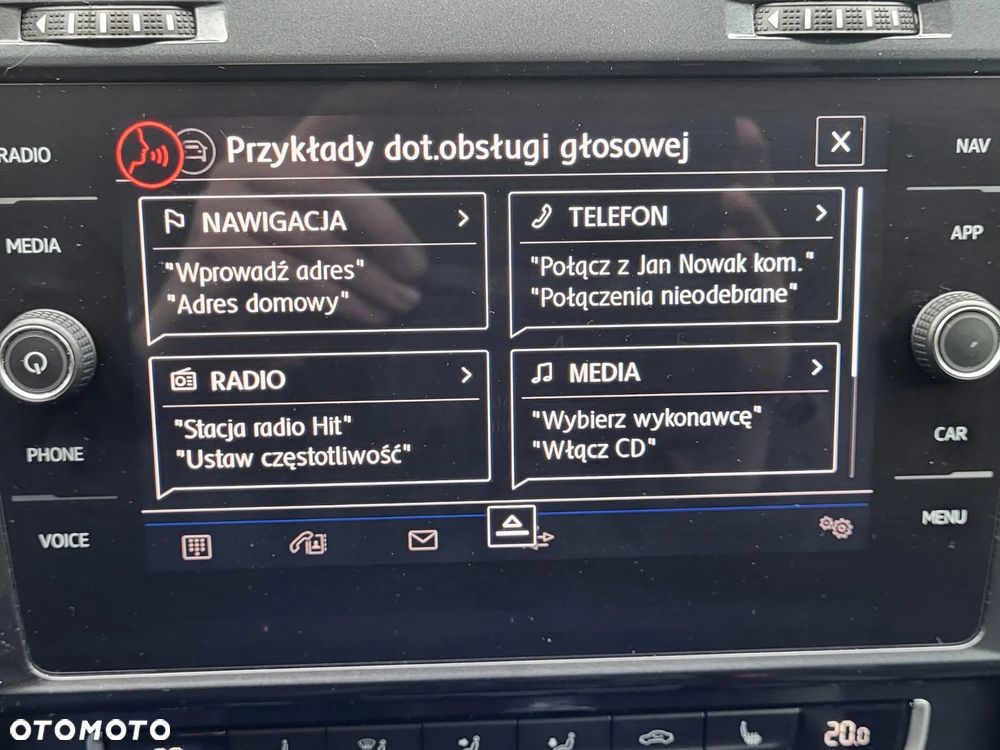 RADIO
MEDIA
PHONE
VOICE
Przykłady dot.obsługi głosowej
X
NAWIGACJA
"Wprowadź adres"
"Adres domowy"
TELEFON
"Połącz z Jan Nowak kom."
"Połączenia nieodebrane"
RADIO
"Stacja radio Hit"
"Ustaw częstotliwość"
MEDIA
"Wybierz wykonawcę"
"Włącz CD"
NAV
APP
CAR
MENU
OTOMOTO
20.0